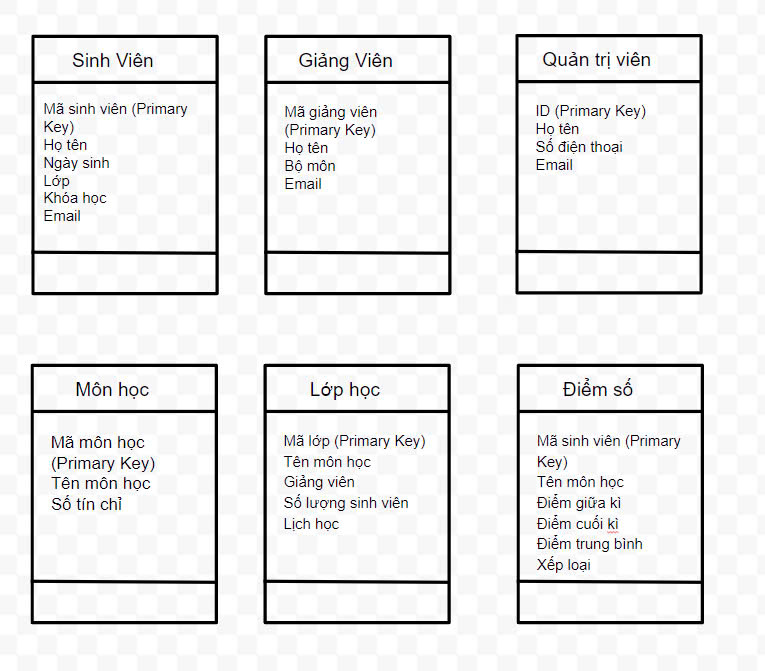 Sinh Viên
Mã sinh viên (Primary
Key)
Họ tên
Ngày sinh
Lớp
Khóa học
Email
Giảng Viên
Mã giảng viên
(Primary Key)
Họ tên
Bộ môn
Email
Quản trị viên
ID (Primary Key)
Họ tên
Số điện thoại
Email
Môn học
Mã môn học
(Primary Key)
Tên môn học
Số tín chỉ
Lớp học
Mã lớp (Primary Key)
Tên môn học
Giảng viên
Số lượng sinh viên
Lịch học
Điểm số
Mã sinh viên (Primary
Key)
Tên môn học
Điểm giữa kì
Điểm cuối kì
Điểm trung bình
Xếp loại